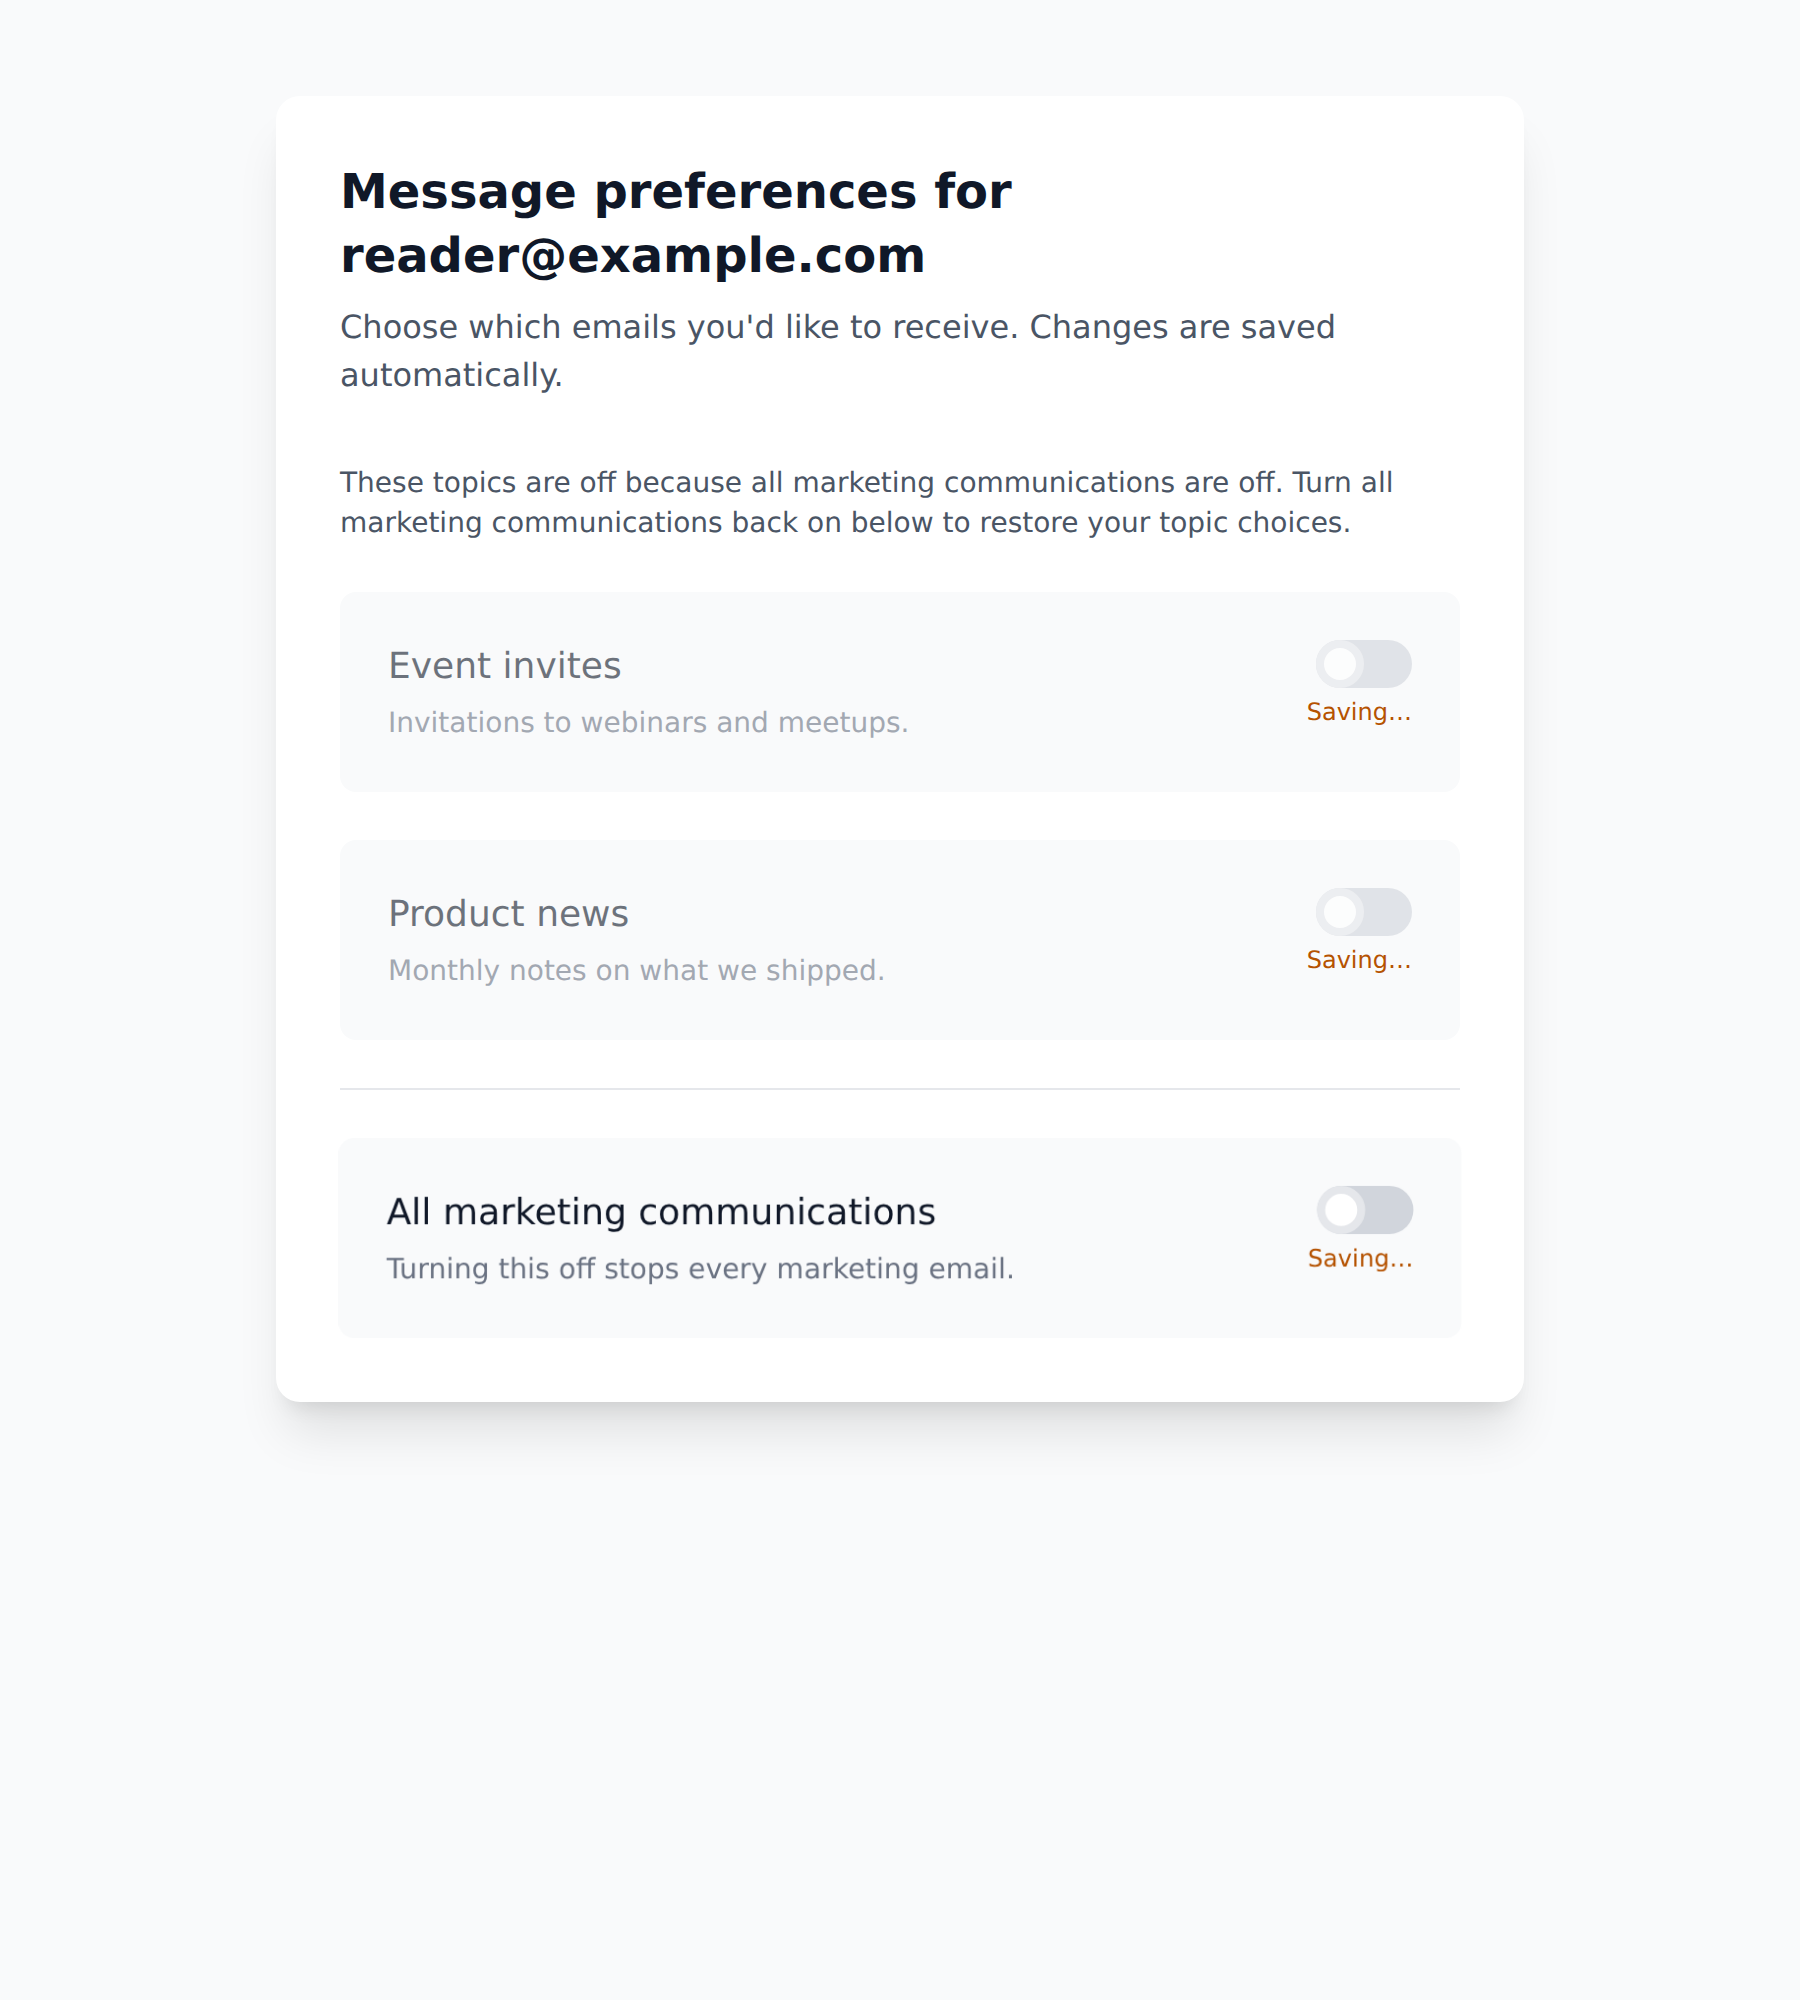 Message preferences for
reader@example.com
Choose which emails you'd like to receive. Changes are saved
automatically.
These topics are off because all marketing communications are off. Turn all
marketing communications back on below to restore your topic choices.
Event invites
Saving...
Invitations to webinars and meetups.
Product news
Saving...
Monthly notes on what we shipped.
All marketing communications
Saving...
Turning this off stops every marketing email.